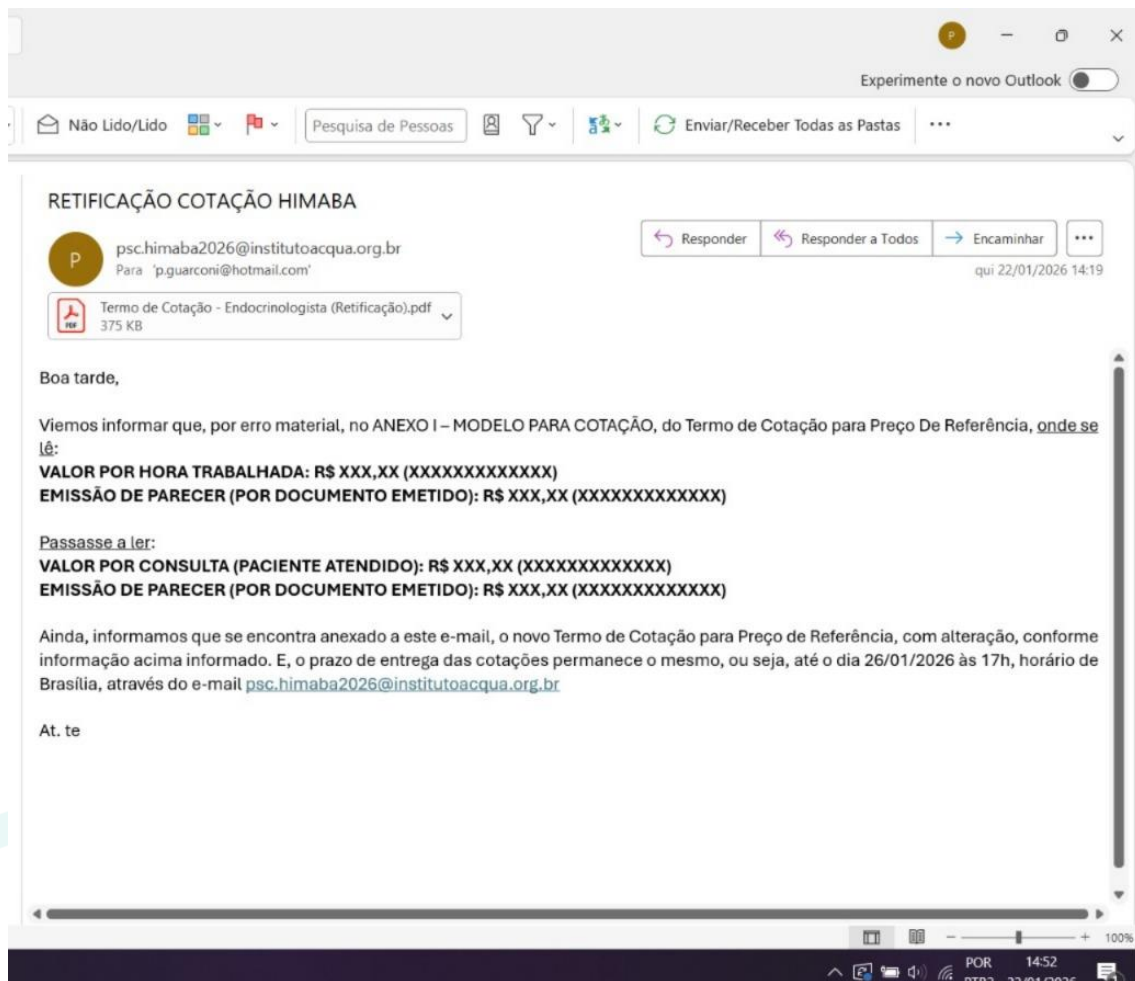 P
Experimente o novo Outlook
Não Lido/Lido
Pesquisa de Pessoas
Enviar/Receber Todas as Pastas
RETIFICAÇÃO COTAÇÃO HIMABA
P
psc.himaba2026@institutoacqua.org.br
Para 'p.guarconi@hotmail.com'
Responder
Responder a Todos
Encaminhar
qui 22/01/2026 14:19
PDF
Termo de Cotação - Endocrinologista (Retificação).pdf
375 KB
Boa tarde,
Viemos informar que, por erro material, no ANEXO I – MODELO PARA COTAÇÃO, do Termo de Cotação para Preço De Referência, onde se
lê:
VALOR POR HORA TRABALHADA: R$ XXX,XX (XXXXXXXXXXXXX)
EMISSÃO DE PARECER (POR DOCUMENTO EMETIDO): R$ XXX,XX (XXXXXXXXXXXXX)
Passasse a ler:
VALOR POR CONSULTA (PACIENTE ATENDIDO): R$ XXX,XX (XXXXXXXXXXXXX)
EMISSÃO DE PARECER (POR DOCUMENTO EMETIDO): R$ XXX,XX (XXXXXXXXXXXXX)
Ainda, informamos que se encontra anexado a este e-mail, o novo Termo de Cotação para Preço de Referência, com alteração, conforme
informação acima informado. E, o prazo de entrega das cotações permanece o mesmo, ou seja, até o dia 26/01/2026 às 17h, horário de
Brasília, através do e-mail psc.himaba2026@institutoacqua.org.br
At. te
100%
POR
14:52